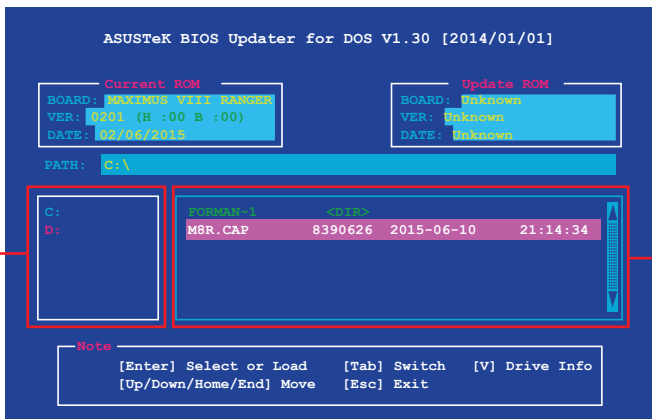 ASUSTeK BIOS Updater for DOS V1.30 [2014/01/01]
Current ROM
BOARD: MAXIMUS VIII RANGER
VER: 0201 (H :00 B :00)
DATE: 02/06/2015
Update ROM
BOARD: Unknown
VER: Unknown
DATE: Unknown
PATH: C:\
C:
D:
FORMAN~1 <DIR>
M8R.CAP 8390626 2015-06-10 21:14:34
Note
[Enter] Select or Load [Tab] Switch [V] Drive Info
[Up/Down/Home/End] Move [Esc] Exit